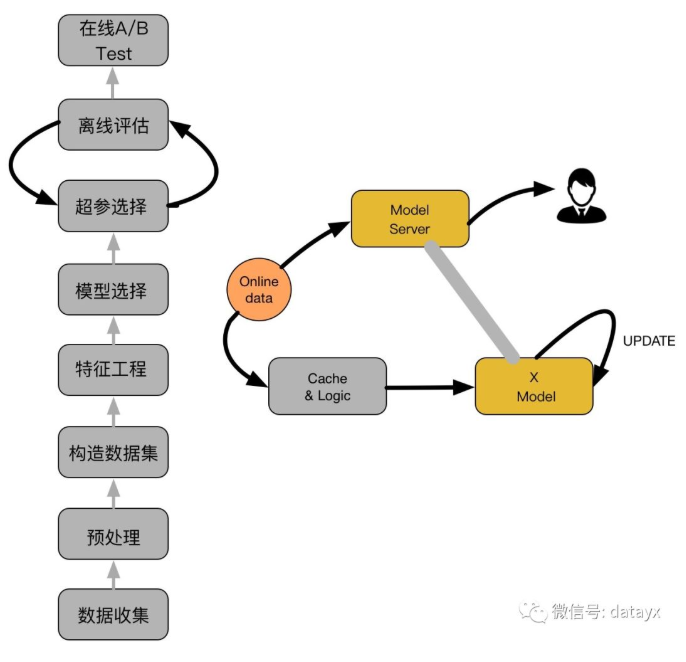 在线A/B
Test
离线评估
超参选择
模型选择
特征工程
构造数据集
预处理
数据收集
Model
Server
Online
data
Cache
& Logic
X
Model
UPDATE
微信号: datayx